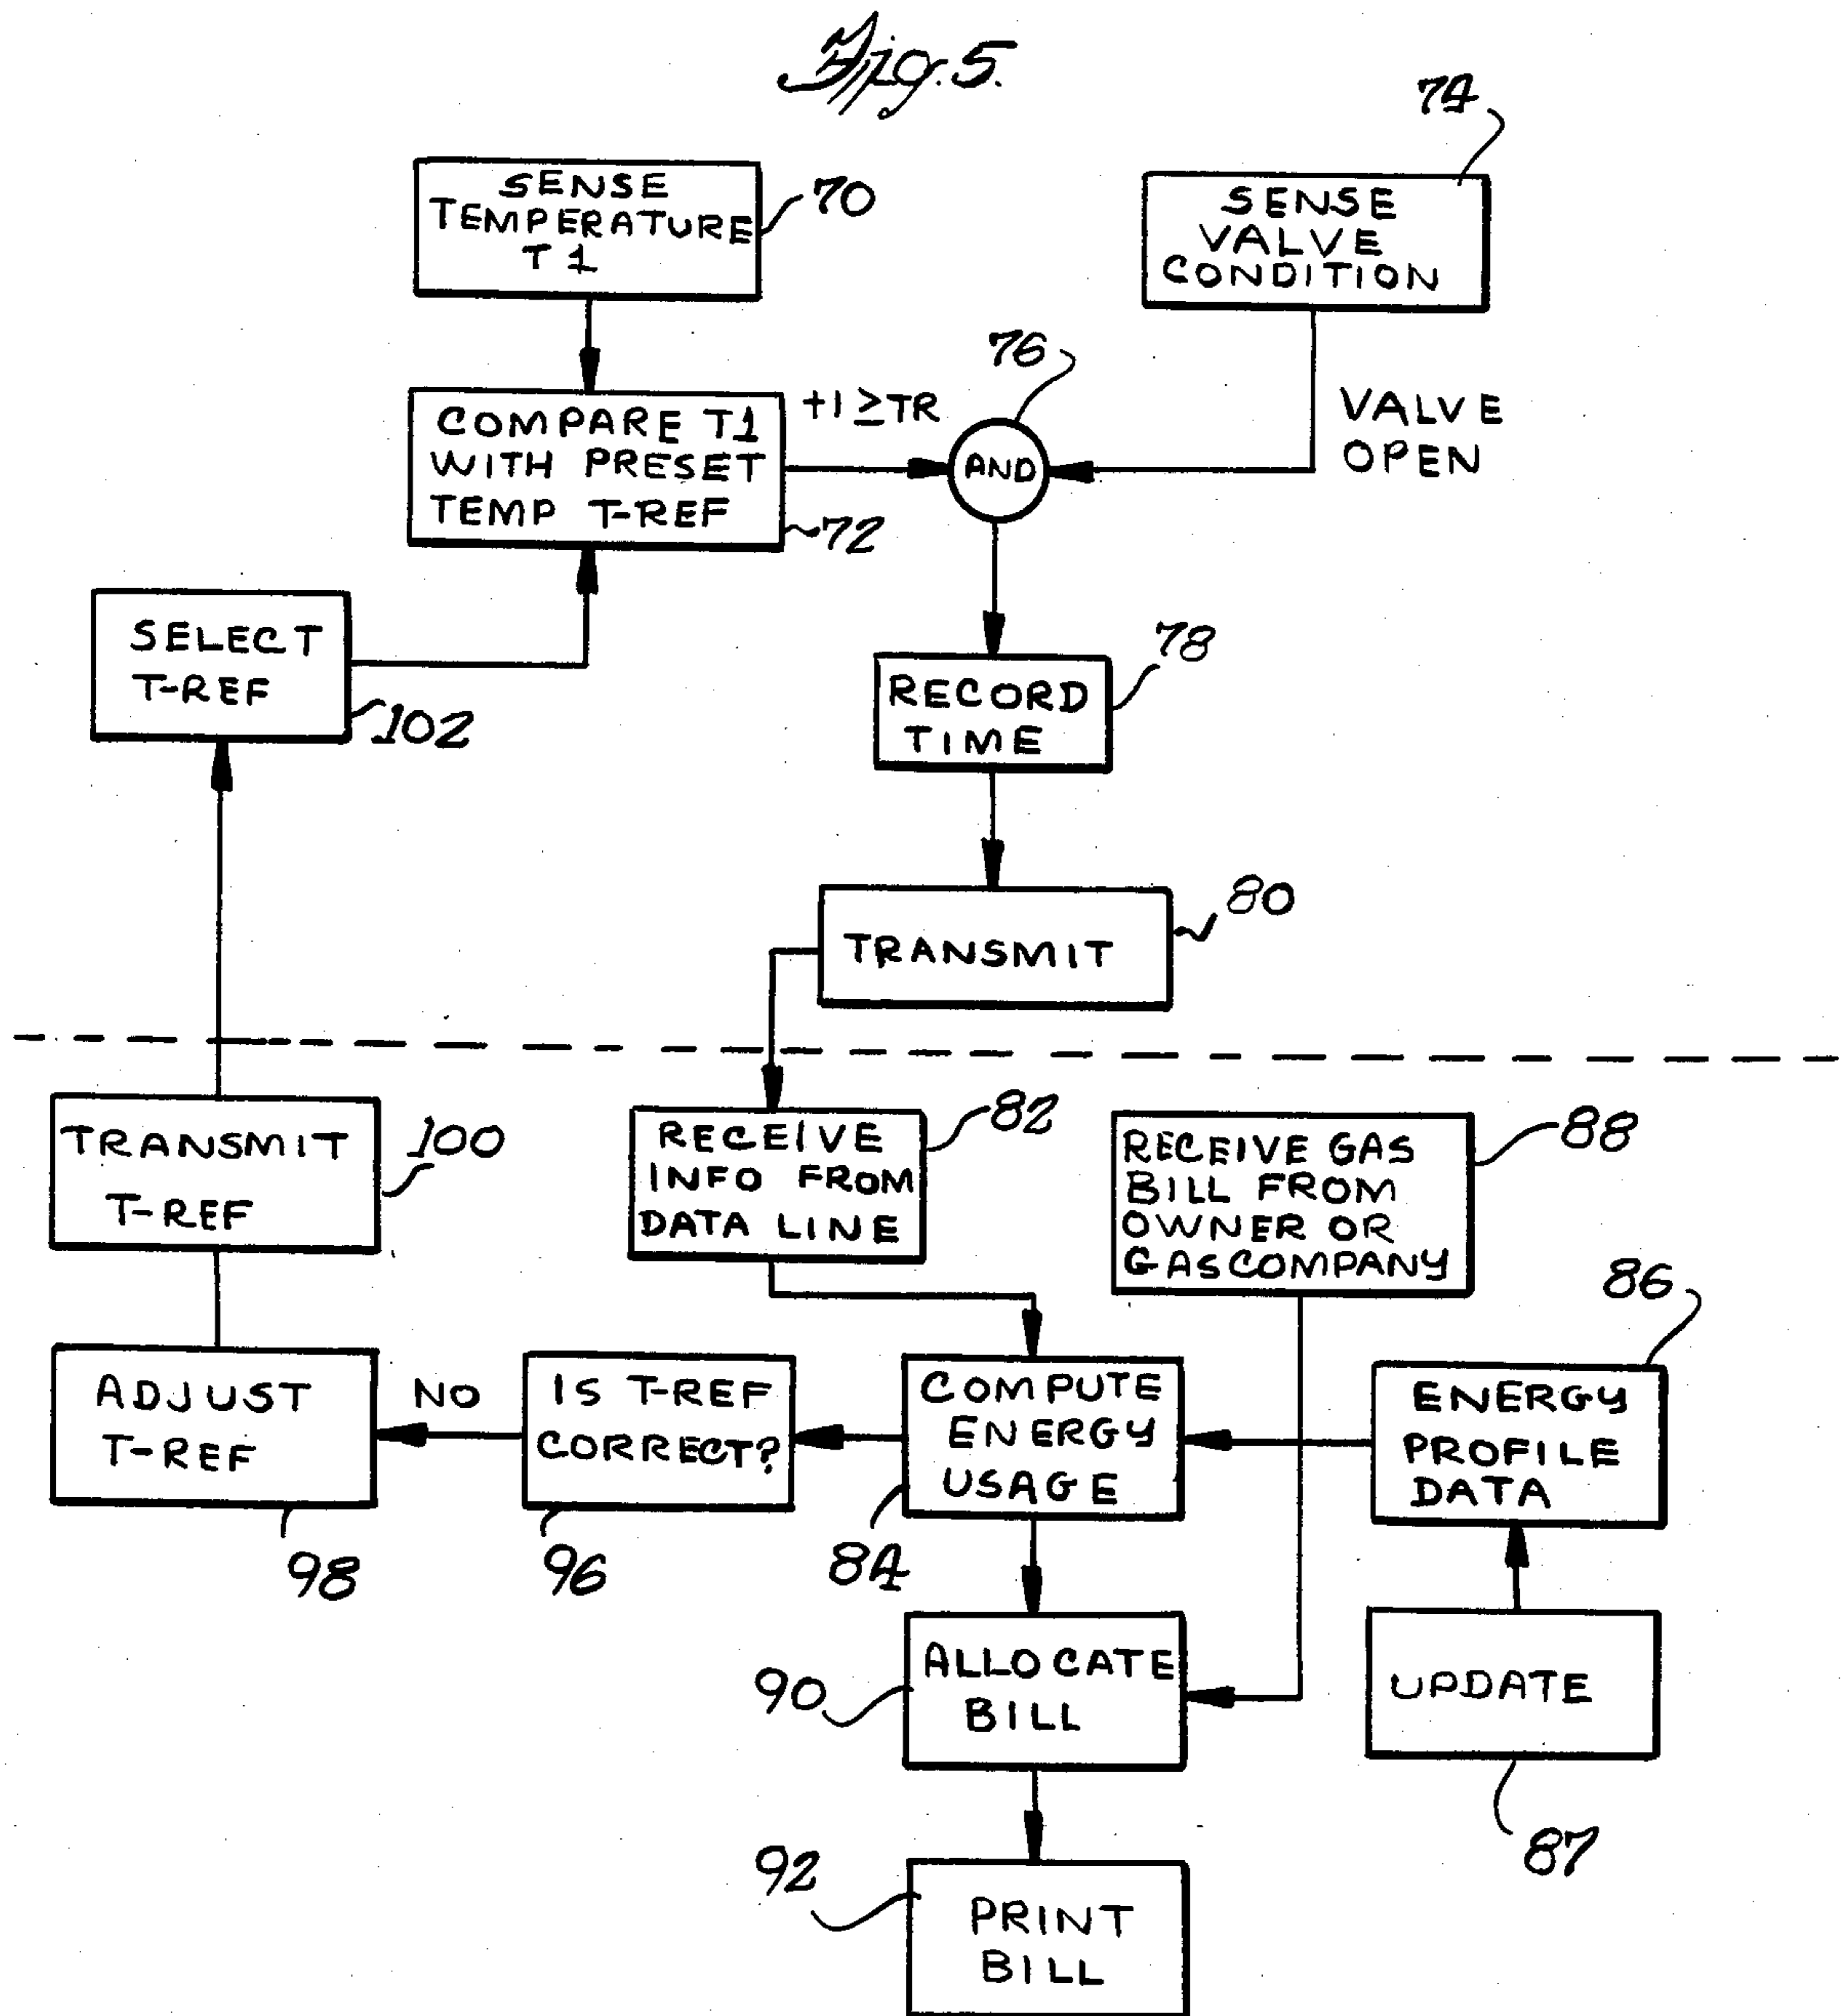 Fig. 5.
74
SENSE
TEMPERATURE
T1
70
SENSE
VALVE
CONDITION
76
COMPARE T1
WITH PRESET
TEMP T-REF
72
+1 ≥ TR
AND
VALVE
OPEN
SELECT
T-REF
102
78
RECORD
TIME
80
TRANSMIT
TRANSMIT
T-REF
100
RECEIVE
INFO FROM
DATA LINE
82
RECEIVE GAS
BILL FROM
OWNER OR
GAS COMPANY
88
86
ADJUST
T-REF
98
NO
IS T-REF
CORRECT?
96
COMPUTE
ENERGY
USAGE
84
ENERGY
PROFILE
DATA
ALLOCATE
BILL
90
UPDATE
87
92
PRINT
BILL